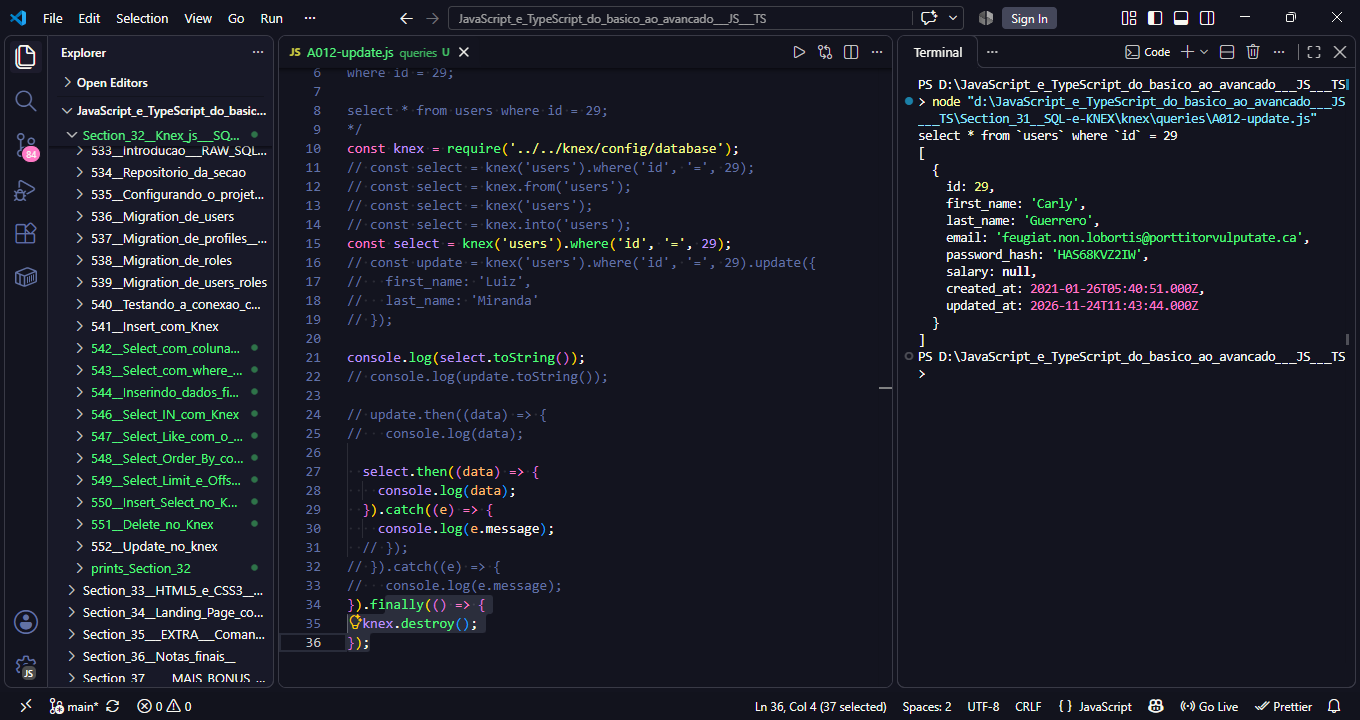 File Edit Selection View Go Run ···
JavaScript_e_TypeScript_do_basico_ao_avancado___JS___TS
Sign In
Explorer ···
Open Editors
JavaScript_e_TypeScript_do_basic...
Section_32__Knex_js___SQ...
533__Introducao___RAW_SQL...
534__Repositorio_da_secao
535__Configurando_o_projet...
536__Migration_de_users
537__Migration_de_profiles__...
538__Migration_de_roles
539__Migration_de_users_roles
540__Testando_a_conexao_c...
541__Insert_com_Knex
542__Select_com_coluna...
543__Select_com_where_...
544__Inserindo_dados_fi...
546__Select_IN_com_Knex
547__Select_Like_com_o_...
548__Select_Order_By_co...
549__Select_Limit_e_Offs...
550__Insert_Select_no_K...
551__Delete_no_Knex
552__Update_no_knex
prints_Section_32
Section_33__HTML5_e_CSS3__...
Section_34__Landing_Page_co...
Section_35___EXTRA___Coman...
Section_36__Notas_finais__
Section_37____MAIS_BONUS_...
84
JS
JS A012-update.js queries U
6 where id = 29;
7
8 select * from users where id = 29;
9 */
10 const knex = require('../../knex/config/database');
11 // const select = knex('users').where('id', '=', 29);
12 // const select = knex.from('users');
13 // const select = knex('users');
14 // const select = knex.into('users');
15 const select = knex('users').where('id', '=', 29);
16 // const update = knex('users').where('id', '=', 29).update({
17 //   first_name: 'Luiz',
18 //   last_name: 'Miranda'
19 // });
20
21 console.log(select.toString());
22 // console.log(update.toString());
23
24 // update.then((data) => {
25 //   console.log(data);
26
27 select.then((data) => {
28 console.log(data);
29 }).catch((e) => {
30 console.log(e.message);
31 // });
32 // }).catch((e) => {
33 //   console.log(e.message);
34 }).finally(() => {
35 knex.destroy();
36 });
Terminal ···
Code
PS D:\JavaScript_e_TypeScript_do_basico_ao_avancado___JS___TS
> node "d:\JavaScript_e_TypeScript_do_basico_ao_avancado___JS
___TS\Section_31__SQL-e-KNEX\knex\queries\A012-update.js"
select * from `users` where `id` = 29
[
{
id: 29,
first_name: 'Carly',
last_name: 'Guerrero',
email: 'feugiat.non.lobortis@porttitorvulputate.ca',
password_hash: 'HAS68KVZ2IW',
salary: null,
created_at: 2021-01-26T05:40:51.000Z,
updated_at: 2026-11-24T11:43:44.000Z
}
]
PS D:\JavaScript_e_TypeScript_do_basico_ao_avancado___JS___TS
>
main* 0 0 Ln 36, Col 4 (37 selected) Spaces: 2 UTF-8 CRLF { } JavaScript Go Live Prettier